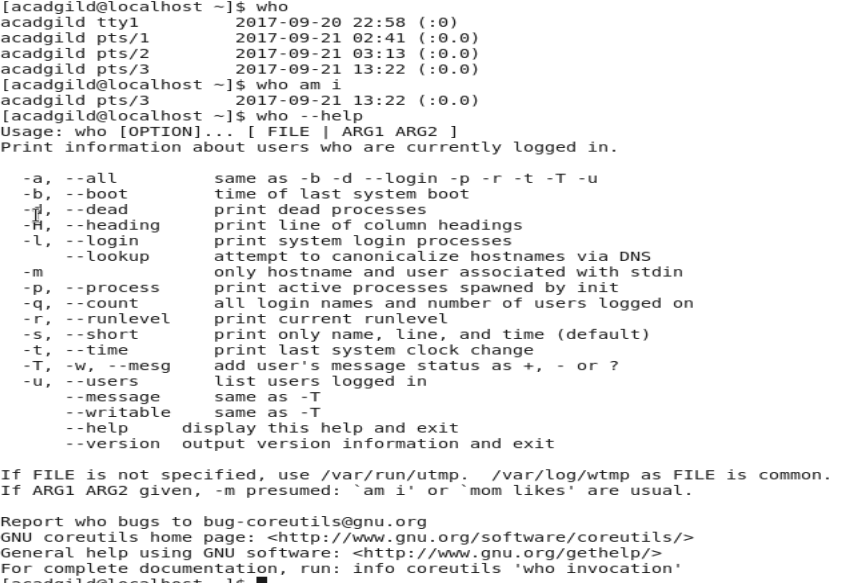 [acadgild@localhost ~]$ who
acadgild tty1         2017-09-20 22:58 (:0)
acadgild pts/1        2017-09-21 02:41 (:0.0)
acadgild pts/2        2017-09-21 03:13 (:0.0)
acadgild pts/3        2017-09-21 13:22 (:0.0)
[acadgild@localhost ~]$ who am i
acadgild pts/3        2017-09-21 13:22 (:0.0)
[acadgild@localhost ~]$ who --help
Usage: who [OPTION]... [ FILE | ARG1 ARG2 ]
Print information about users who are currently logged in.

  -a, --all         same as -b -d --login -p -r -t -T -u
  -b, --boot        time of last system boot
  -d, --dead        print dead processes
  -H, --heading     print line of column headings
  -l, --login       print system login processes
      --lookup      attempt to canonicalize hostnames via DNS
  -m                only hostname and user associated with stdin
  -p, --process     print active processes spawned by init
  -q, --count       all login names and number of users logged on
  -r, --runlevel    print current runlevel
  -s, --short       print only name, line, and time (default)
  -t, --time        print last system clock change
  -T, -w, --mesg    add user's message status as +, - or ?
  -u, --users       list users logged in
      --message     same as -T
      --writable    same as -T
      --help     display this help and exit
      --version  output version information and exit

If FILE is not specified, use /var/run/utmp.  /var/log/wtmp as FILE is common.
If ARG1 ARG2 given, -m presumed: `am i' or `mom likes' are usual.

Report who bugs to bug-coreutils@gnu.org
GNU coreutils home page: <http://www.gnu.org/software/coreutils/>
General help using GNU software: <http://www.gnu.org/gethelp/>
For complete documentation, run: info coreutils 'who invocation'
[acadgild@localhost ~]$